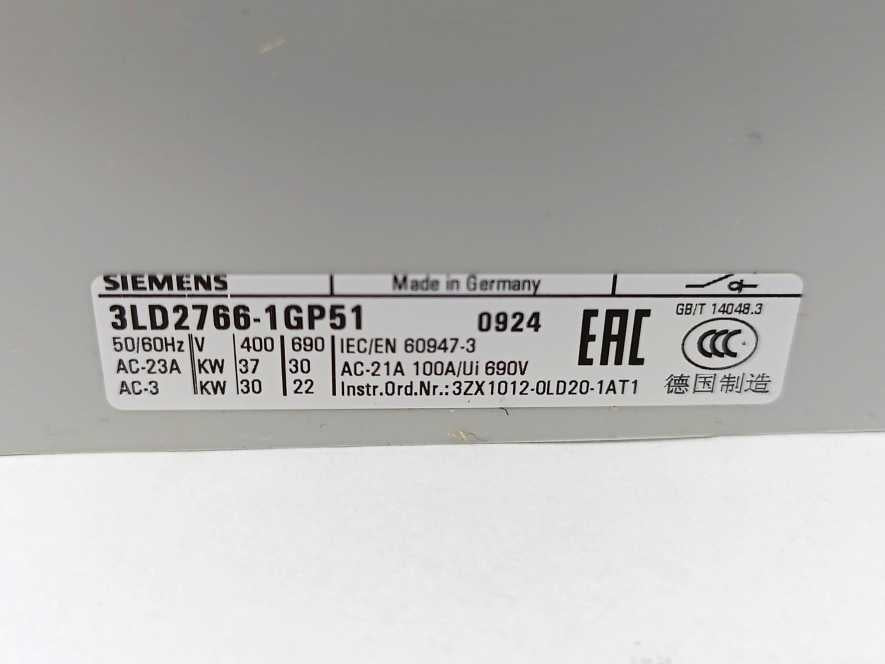 SIEMENS Made in Germany
3LD2766-1GP51 0924
GB/T 14048.3
50/60Hz V 400 690 IEC/EN 60947-3
AC-23A KW 37 30 AC-21A 100A/Ui 690V
AC-3 KW 30 22 Instr.Ord.Nr.: 3ZX1012-0LD20-1AT1
EAC
CCC
德国制造